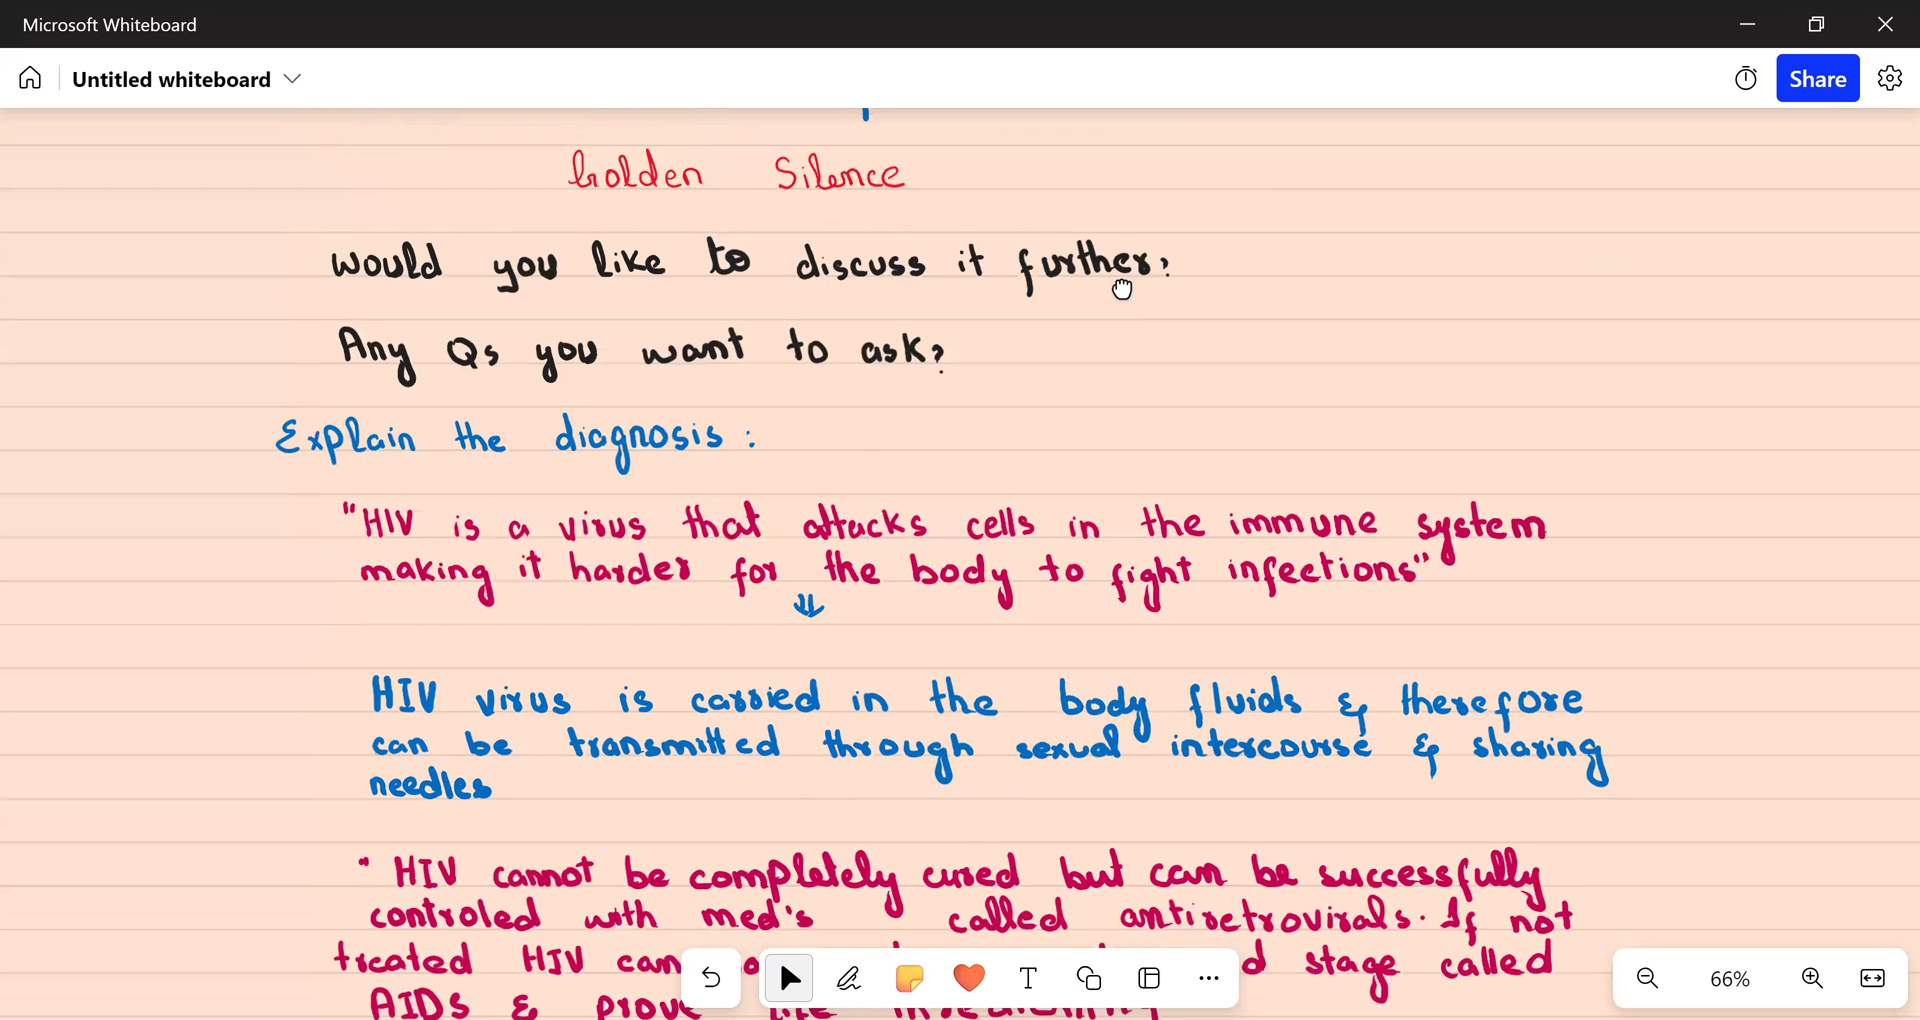 Microsoft Whiteboard
Untitled whiteboard
Share
Golden Silence
Would you like to discuss it further?
Any Qs you want to ask?
Explain the diagnosis:
"HIV is a virus that attacks cells in the immune system
making it harder for the body to fight infections"
HIV virus is carried in the body fluids & therefore
can be transmitted through sexual intercourse & sharing
needles
" HIV cannot be completely cured but can be successfully
controled with med's called antiretrovirals. If not
treated HIV can stage called
AIDs & prove life
66%